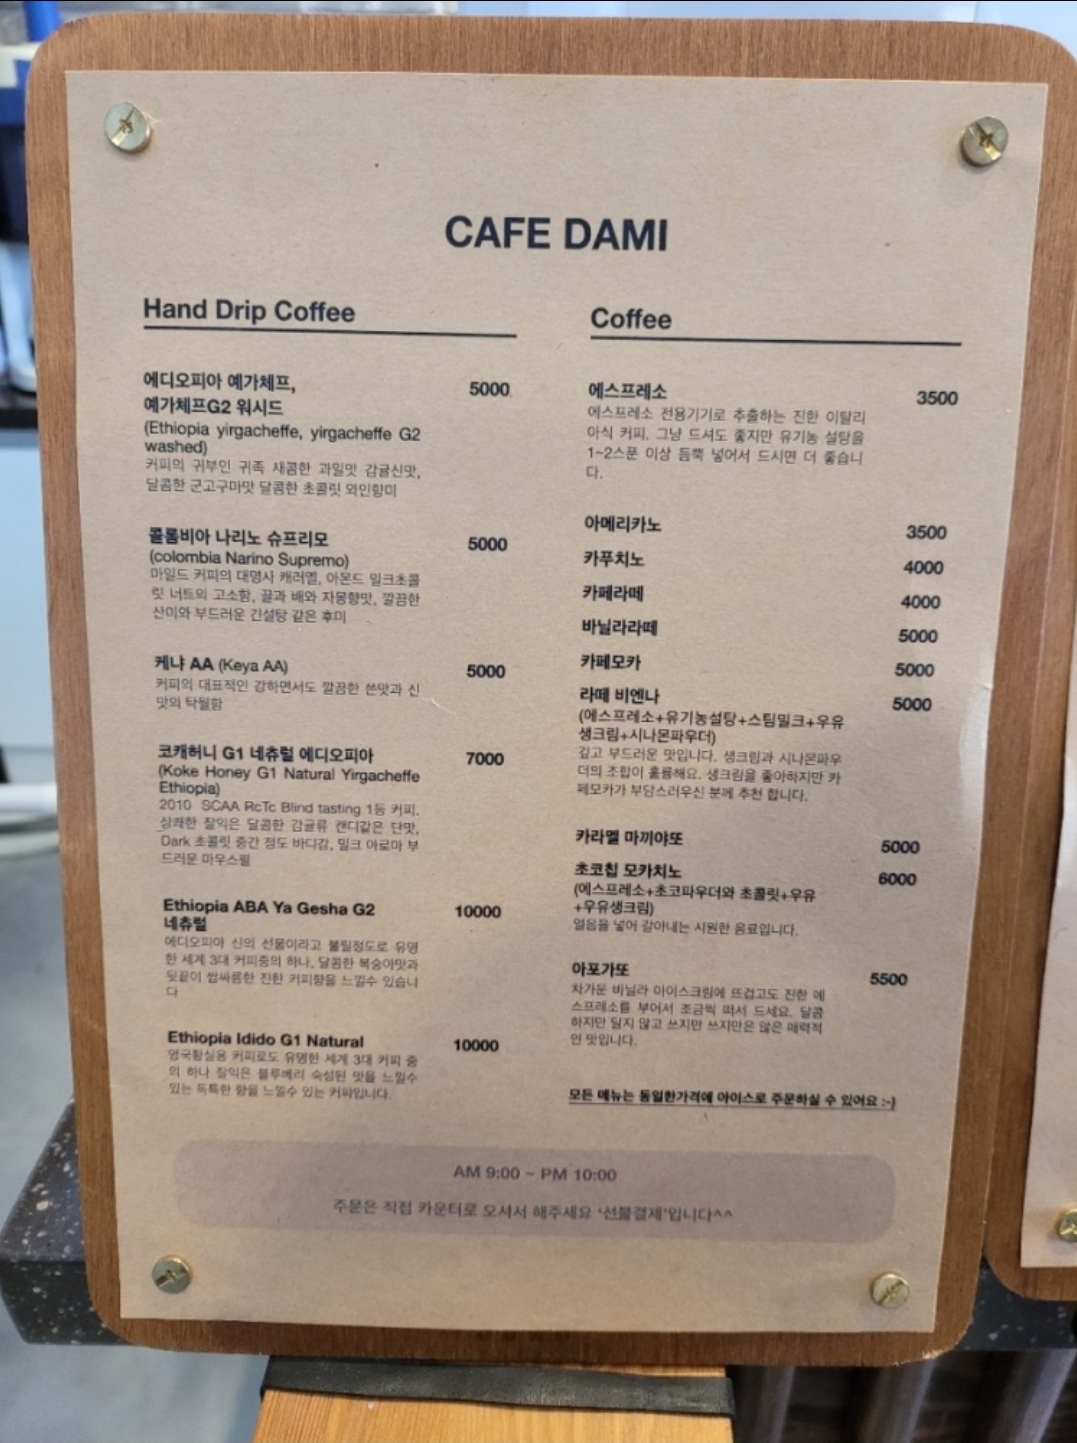 CAFE DAMI
Hand Drip Coffee
에디오피아 예가체프,
예가체프G2 워시드
5000
(Ethiopia yirgacheffe, yirgacheffe G2
washed)
커피의 귀부인 귀족 새콤한 과일맛 감귤신맛,
달콤한 군고구마맛 달콤한 초콜릿 와인향미
콜롬비아 나리노 슈프리모
5000
(colombia Narino Supremo)
마일드 커피의 대명사 캐러멜, 아몬드 밀크초콜
릿 너트의 고소함, 끌과 배와 자몽향맛, 깔끔한
산미와 부드러운 긴설탕 같은 후미
케냐 AA (Keya AA)
5000
커피의 대표적인 강하면서도 깔끔한 쓴맛과 신
맛의 탁월함
코캐허니 G1 네츄럴 에디오피아
7000
(Koke Honey G1 Natural Yirgacheffe
Ethiopia)
2010 SCAA RcTc Blind tasting 1등 커피.
상쾌한 잘익은 달콤한 감귤류 캔디같은 단맛,
Dark 초콜릿 중간 정도 바디감, 밀크 아로마 부
드러운 마우스필
Ethiopia ABA Ya Gesha G2
네츄럴
10000
에디오피아 신의 선물이라고 불릴정도로 유명
한 세계 3대 커피중의 하나, 달콤한 복숭아맛과
뒷끝이 쌉싸름한 진한 커피향을 느낄수 있습니
다
Ethiopia Idido G1 Natural
10000
영국황실용 커피로도 유명한 세계 3대 커피 중
의 하나 잘익은 블루베리 숙성된 맛을 느낄수
있는 독특한 향을 느낄수 있는 커피입니다.
Coffee
에스프레소
3500
에스프레소 전용기기로 추출하는 진한 이탈리
아식 커피. 그냥 드셔도 좋지만 유기농 설탕을
1~2스푼 이상 듬뿍 넣어서 드시면 더 좋습니
다.
아메리카노 3500
카푸치노 4000
카페라떼 4000
바닐라라떼 5000
카페모카 5000
라떼 비엔나 5000
(에스프레소+유기농설탕+스팀밀크+우유
생크림+시나몬파우더)
깊고 부드러운 맛입니다. 생크림과 시나몬파우
더의 조합이 훌륭해요. 생크림을 좋아하지만 카
페모카가 부담스러우신 분께 추천 합니다.
카라멜 마끼야또 5000
초코칩 모카치노 6000
(에스프레소+초코파우더와 초콜릿+우유
+우유생크림)
얼음을 넣어 갈아내는 시원한 음료입니다.
아포가또 5500
차가운 바닐라 아이스크림에 뜨겁고도 진한 에
스프레소를 부어서 조금씩 떠서 드세요. 달콤
하지만 달지 않고 쓰지만 쓰지만은 않은 매력적
인 맛입니다.
모든 메뉴는 동일한가격에 아이스로 주문하실 수 있어요 :-)
AM 9:00 ~ PM 10:00
주문은 직접 카운터로 오셔서 해주세요 '선불결제'입니다^^